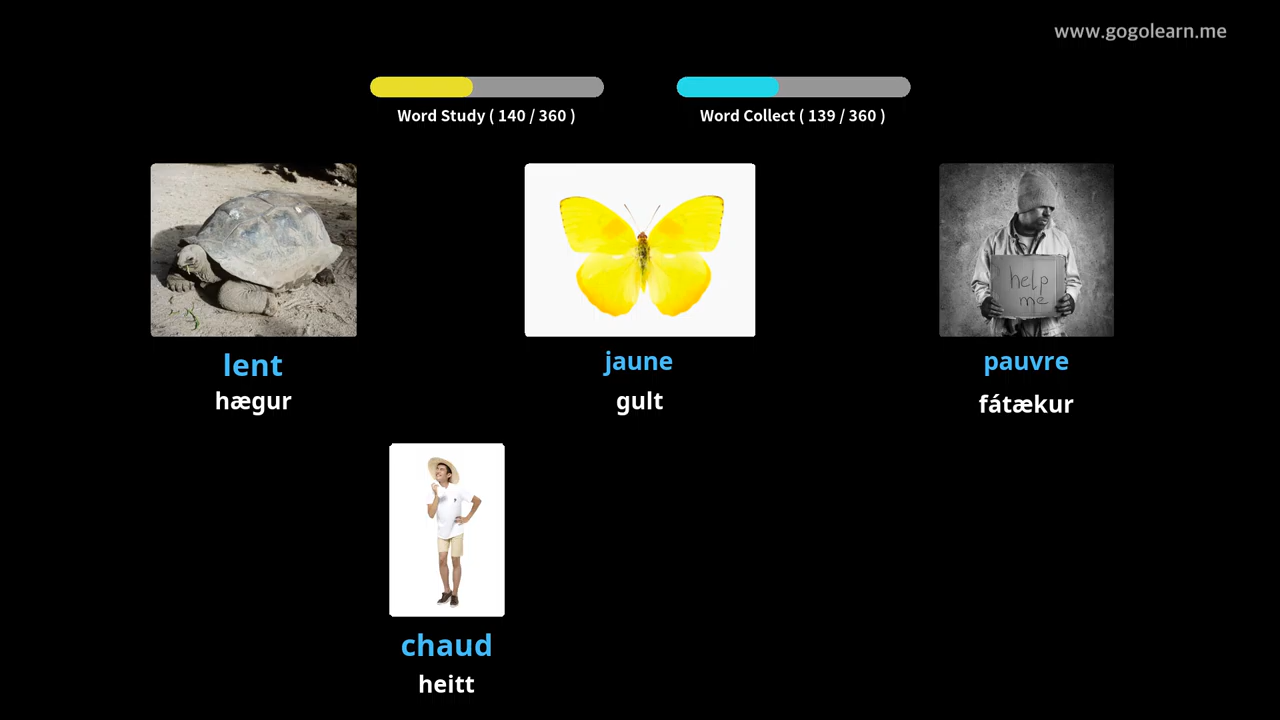 www.gogolearn.me
Word Study ( 140 / 360 )
Word Collect ( 139 / 360 )
help
me
lent
hægur
jaune
gult
pauvre
fátækur
chaud
heitt